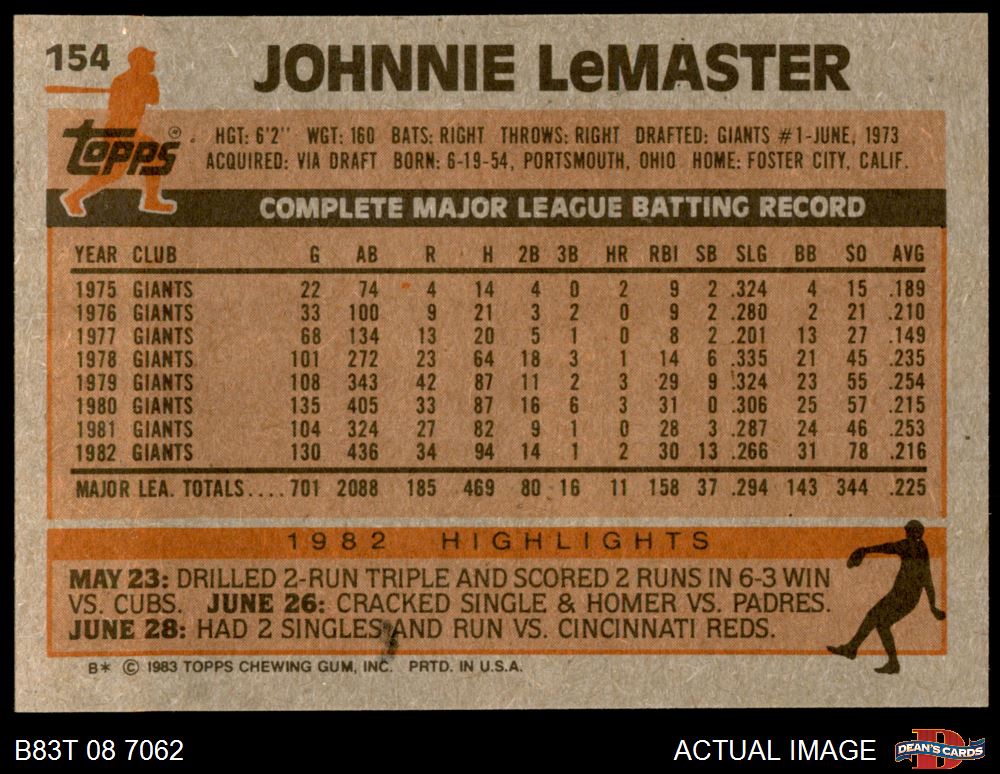 154
JOHNNIE LeMASTER
Topps ®
HGT: 6'2" WGT: 160 BATS: RIGHT THROWS: RIGHT DRAFTED: GIANTS #1-JUNE, 1973
ACQUIRED: VIA DRAFT BORN: 6-19-54, PORTSMOUTH, OHIO HOME: FOSTER CITY, CALIF.
COMPLETE MAJOR LEAGUE BATTING RECORD
YEAR CLUB G AB R H 2B 3B HR RBI SB SLG BB SO AVG
1975 GIANTS 22 74 4 14 4 0 2 9 2 .324 4 15 .189
1976 GIANTS 33 100 9 21 3 2 0 9 2 .280 2 21 .210
1977 GIANTS 68 134 13 20 5 1 0 8 2 .201 13 27 .149
1978 GIANTS 101 272 23 64 18 3 1 14 6 .335 21 45 .235
1979 GIANTS 108 343 42 87 11 2 3 29 9 .324 23 55 .254
1980 GIANTS 135 405 33 87 16 6 3 31 0 .306 25 57 .215
1981 GIANTS 104 324 27 82 9 1 0 28 3 .287 24 46 .253
1982 GIANTS 130 436 34 94 14 1 2 30 13 .266 31 78 .216
MAJOR LEA. TOTALS.... 701 2088 185 469 80 16 11 158 37 .294 143 344 .225
1982 HIGHLIGHTS
MAY 23: DRILLED 2-RUN TRIPLE AND SCORED 2 RUNS IN 6-3 WIN
VS. CUBS. JUNE 26: CRACKED SINGLE & HOMER VS. PADRES.
JUNE 28: HAD 2 SINGLES AND RUN VS. CINCINNATI REDS.
B* © 1983 TOPPS CHEWING GUM, INC. PRTD. IN U.S.A.
B83T 08 7062
ACTUAL IMAGE
D
DEAN'S CARDS